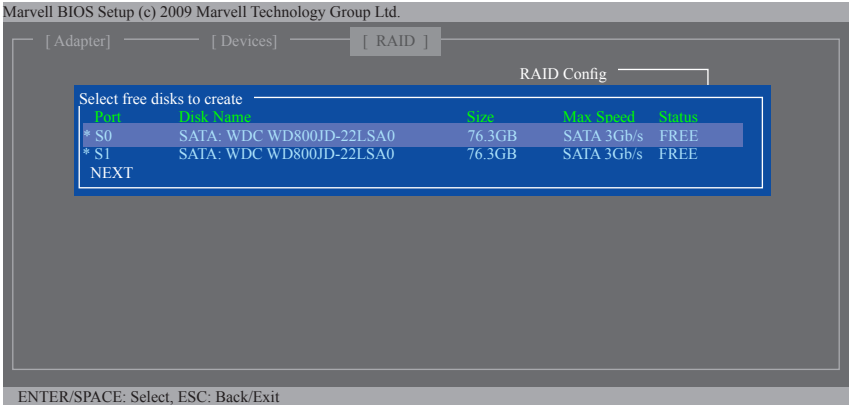 Marvell BIOS Setup (c) 2009 Marvell Technology Group Ltd.
[ Adapter] [ Devices] [ RAID ]
RAID Config
Select free disks to create
Port Disk Name Size Max Speed Status
* S0 SATA: WDC WD800JD-22LSA0 76.3GB SATA 3Gb/s FREE
* S1 SATA: WDC WD800JD-22LSA0 76.3GB SATA 3Gb/s FREE
NEXT
ENTER/SPACE: Select, ESC: Back/Exit